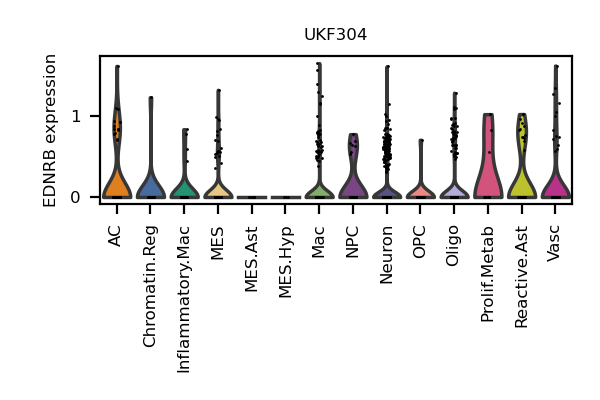 UKF304
EDNRB expression
1
0
AC
Chromatin.Reg
Inflammatory.Mac
MES
MES.Ast
MES.Hyp
Mac
NPC
Neuron
OPC
Oligo
Prolif.Metab
Reactive.Ast
Vasc